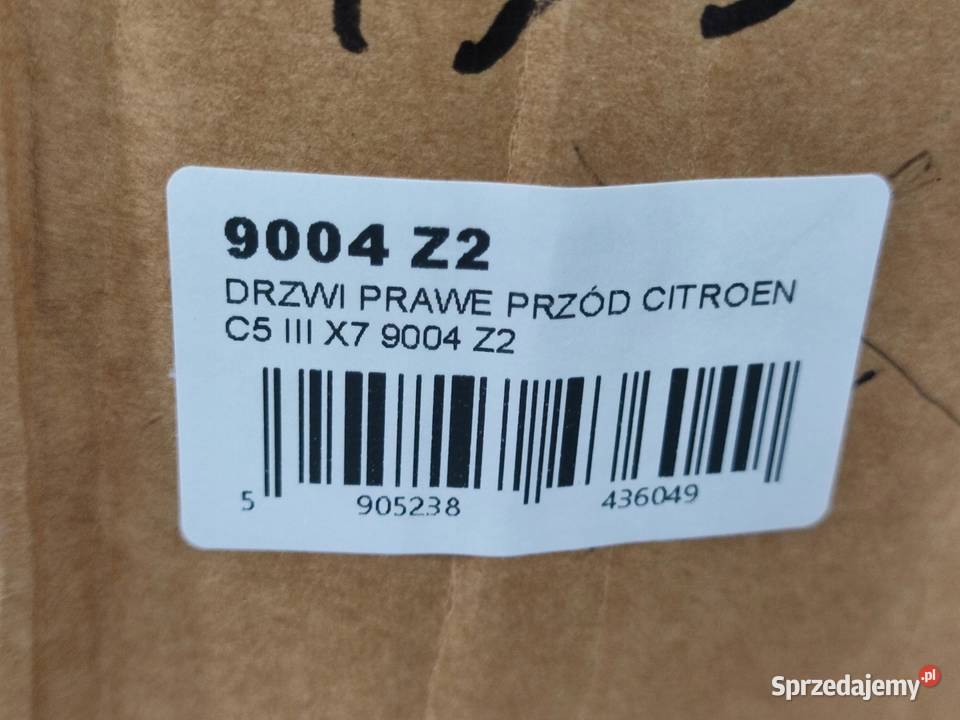 9004 Z2
DRZWI PRAWE PRZÓD CITROEN
C5 III X7 9004 Z2
5 905238 436049
Sprzedajemy.pl